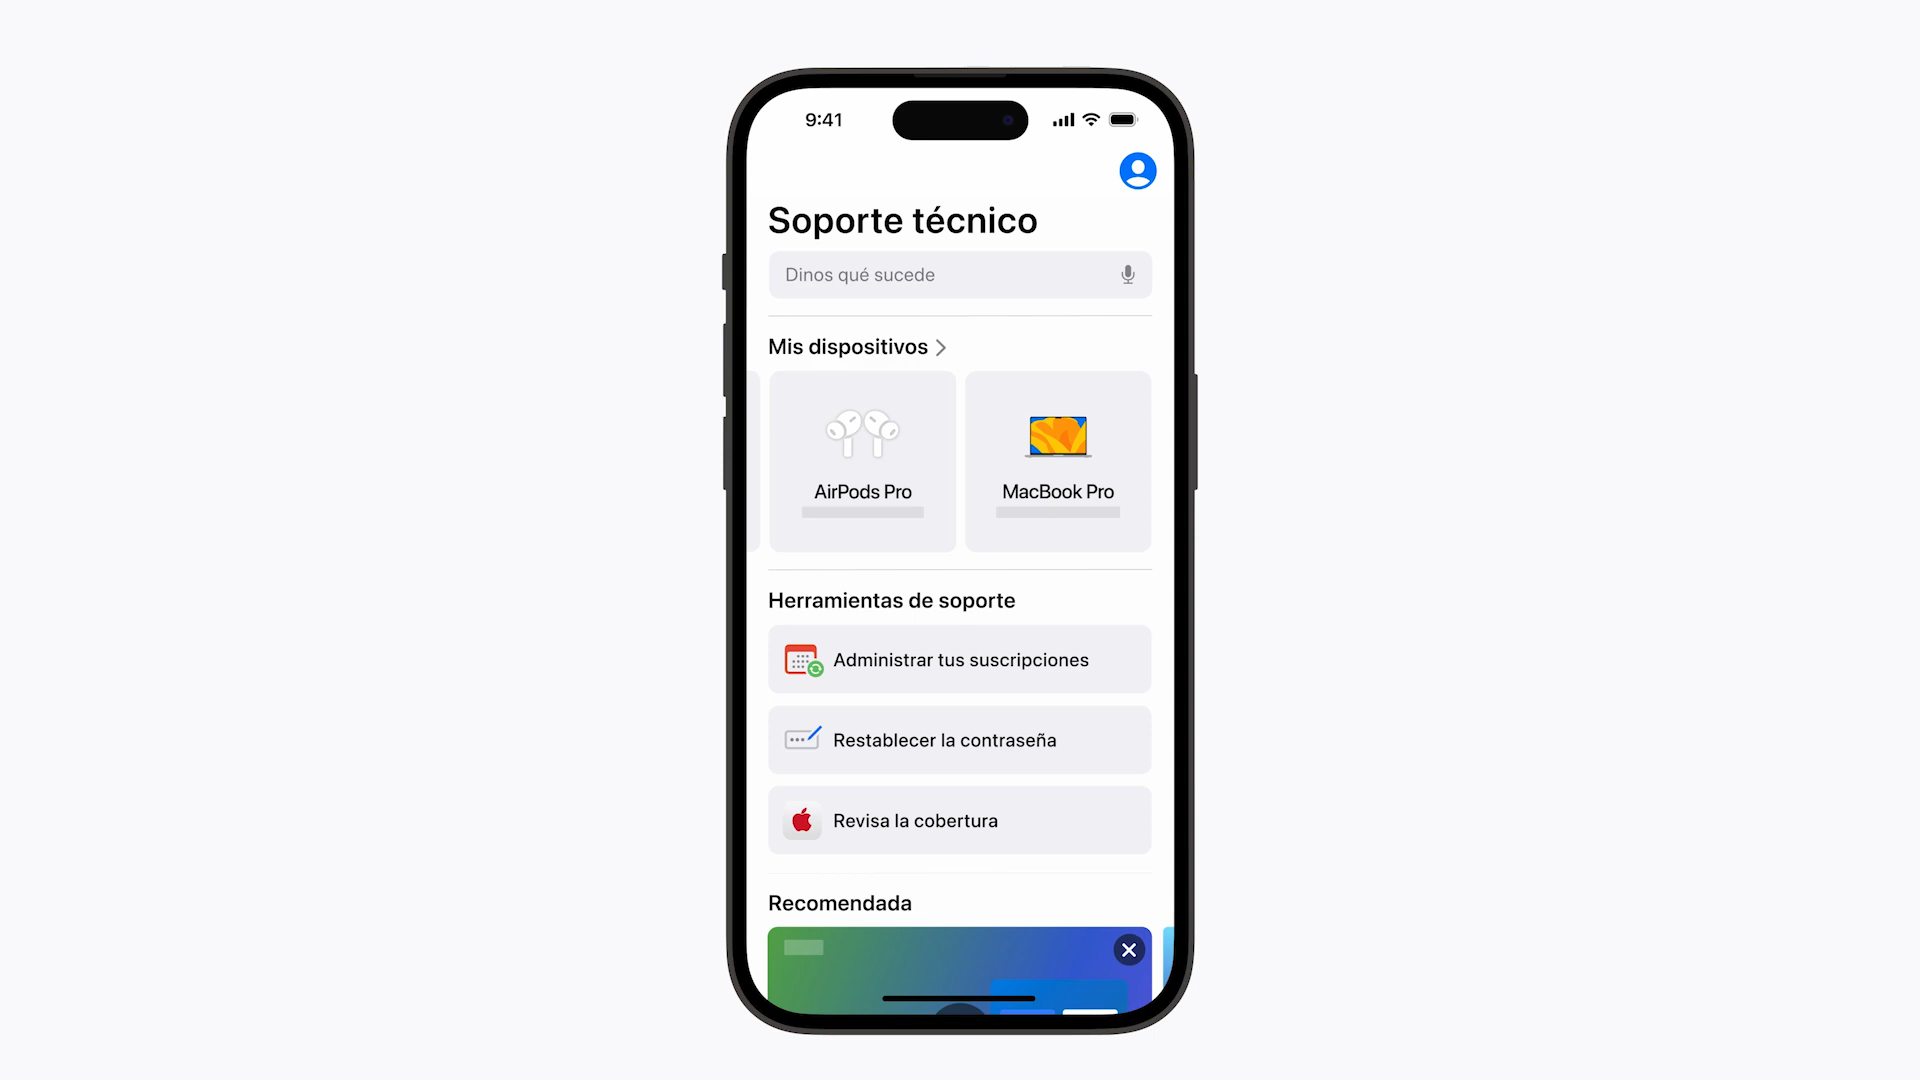 9:41
Soporte técnico
Dinos qué sucede
Mis dispositivos
AirPods Pro
MacBook Pro
Herramientas de soporte
Administrar tus suscripciones
Restablecer la contraseña
Revisa la cobertura
Recomendada